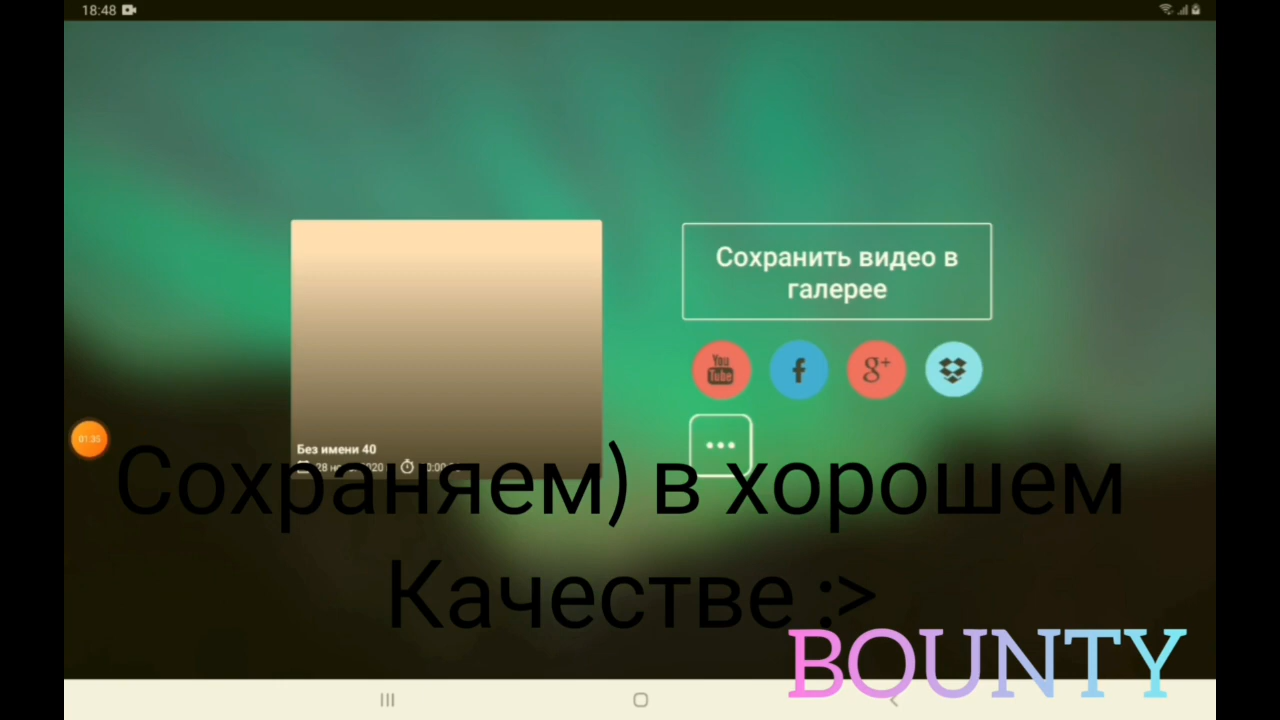 18:48
Сохранить видео в
галерее
You
Tube
f
g+
01:35
Без имени 40
Сохраняем) в хорошем
Качестве :>
BOUNTY